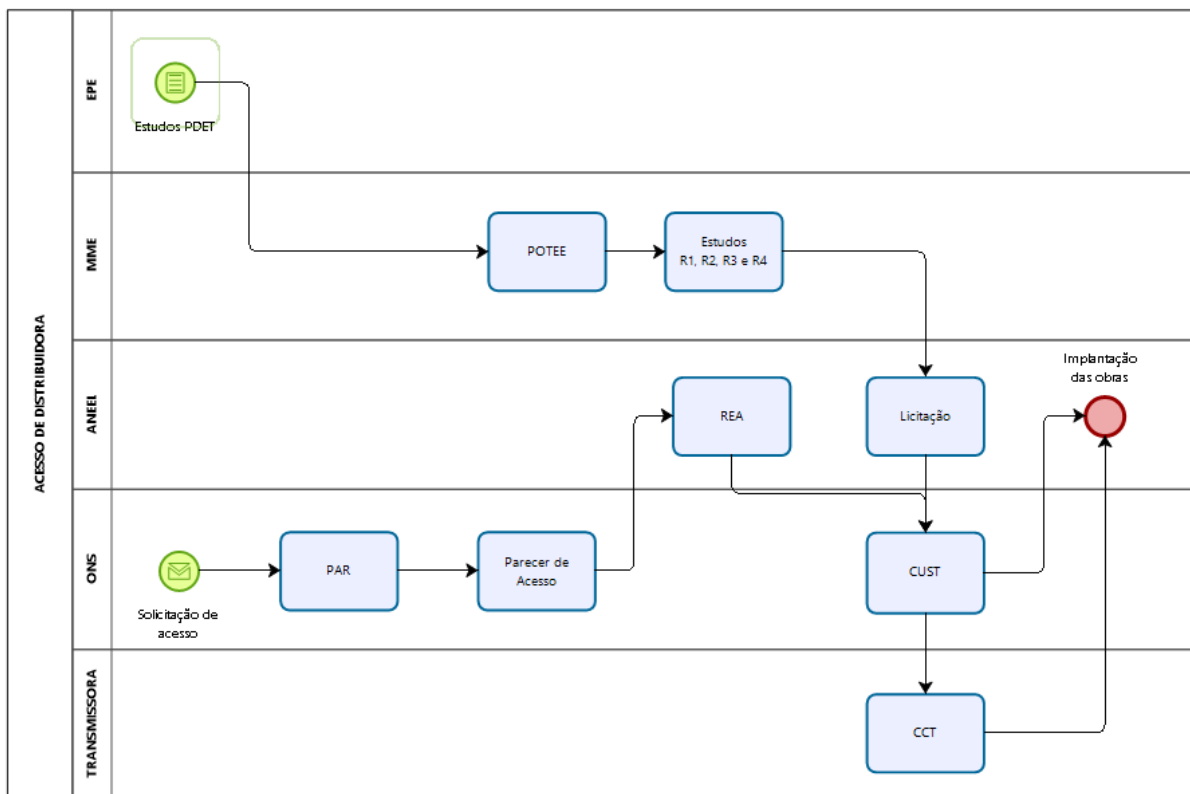 ACESSO DE DISTRIBUIDORA
EPE
Estudos PDET
MME
POTEE
Estudos
R1, R2, R3 e R4
ANEEL
REA
Licitação
Implantação
das obras
ONS
Solicitação de
acesso
PAR
Parecer de
Acesso
CUST
TRANSMISSORA
CCT